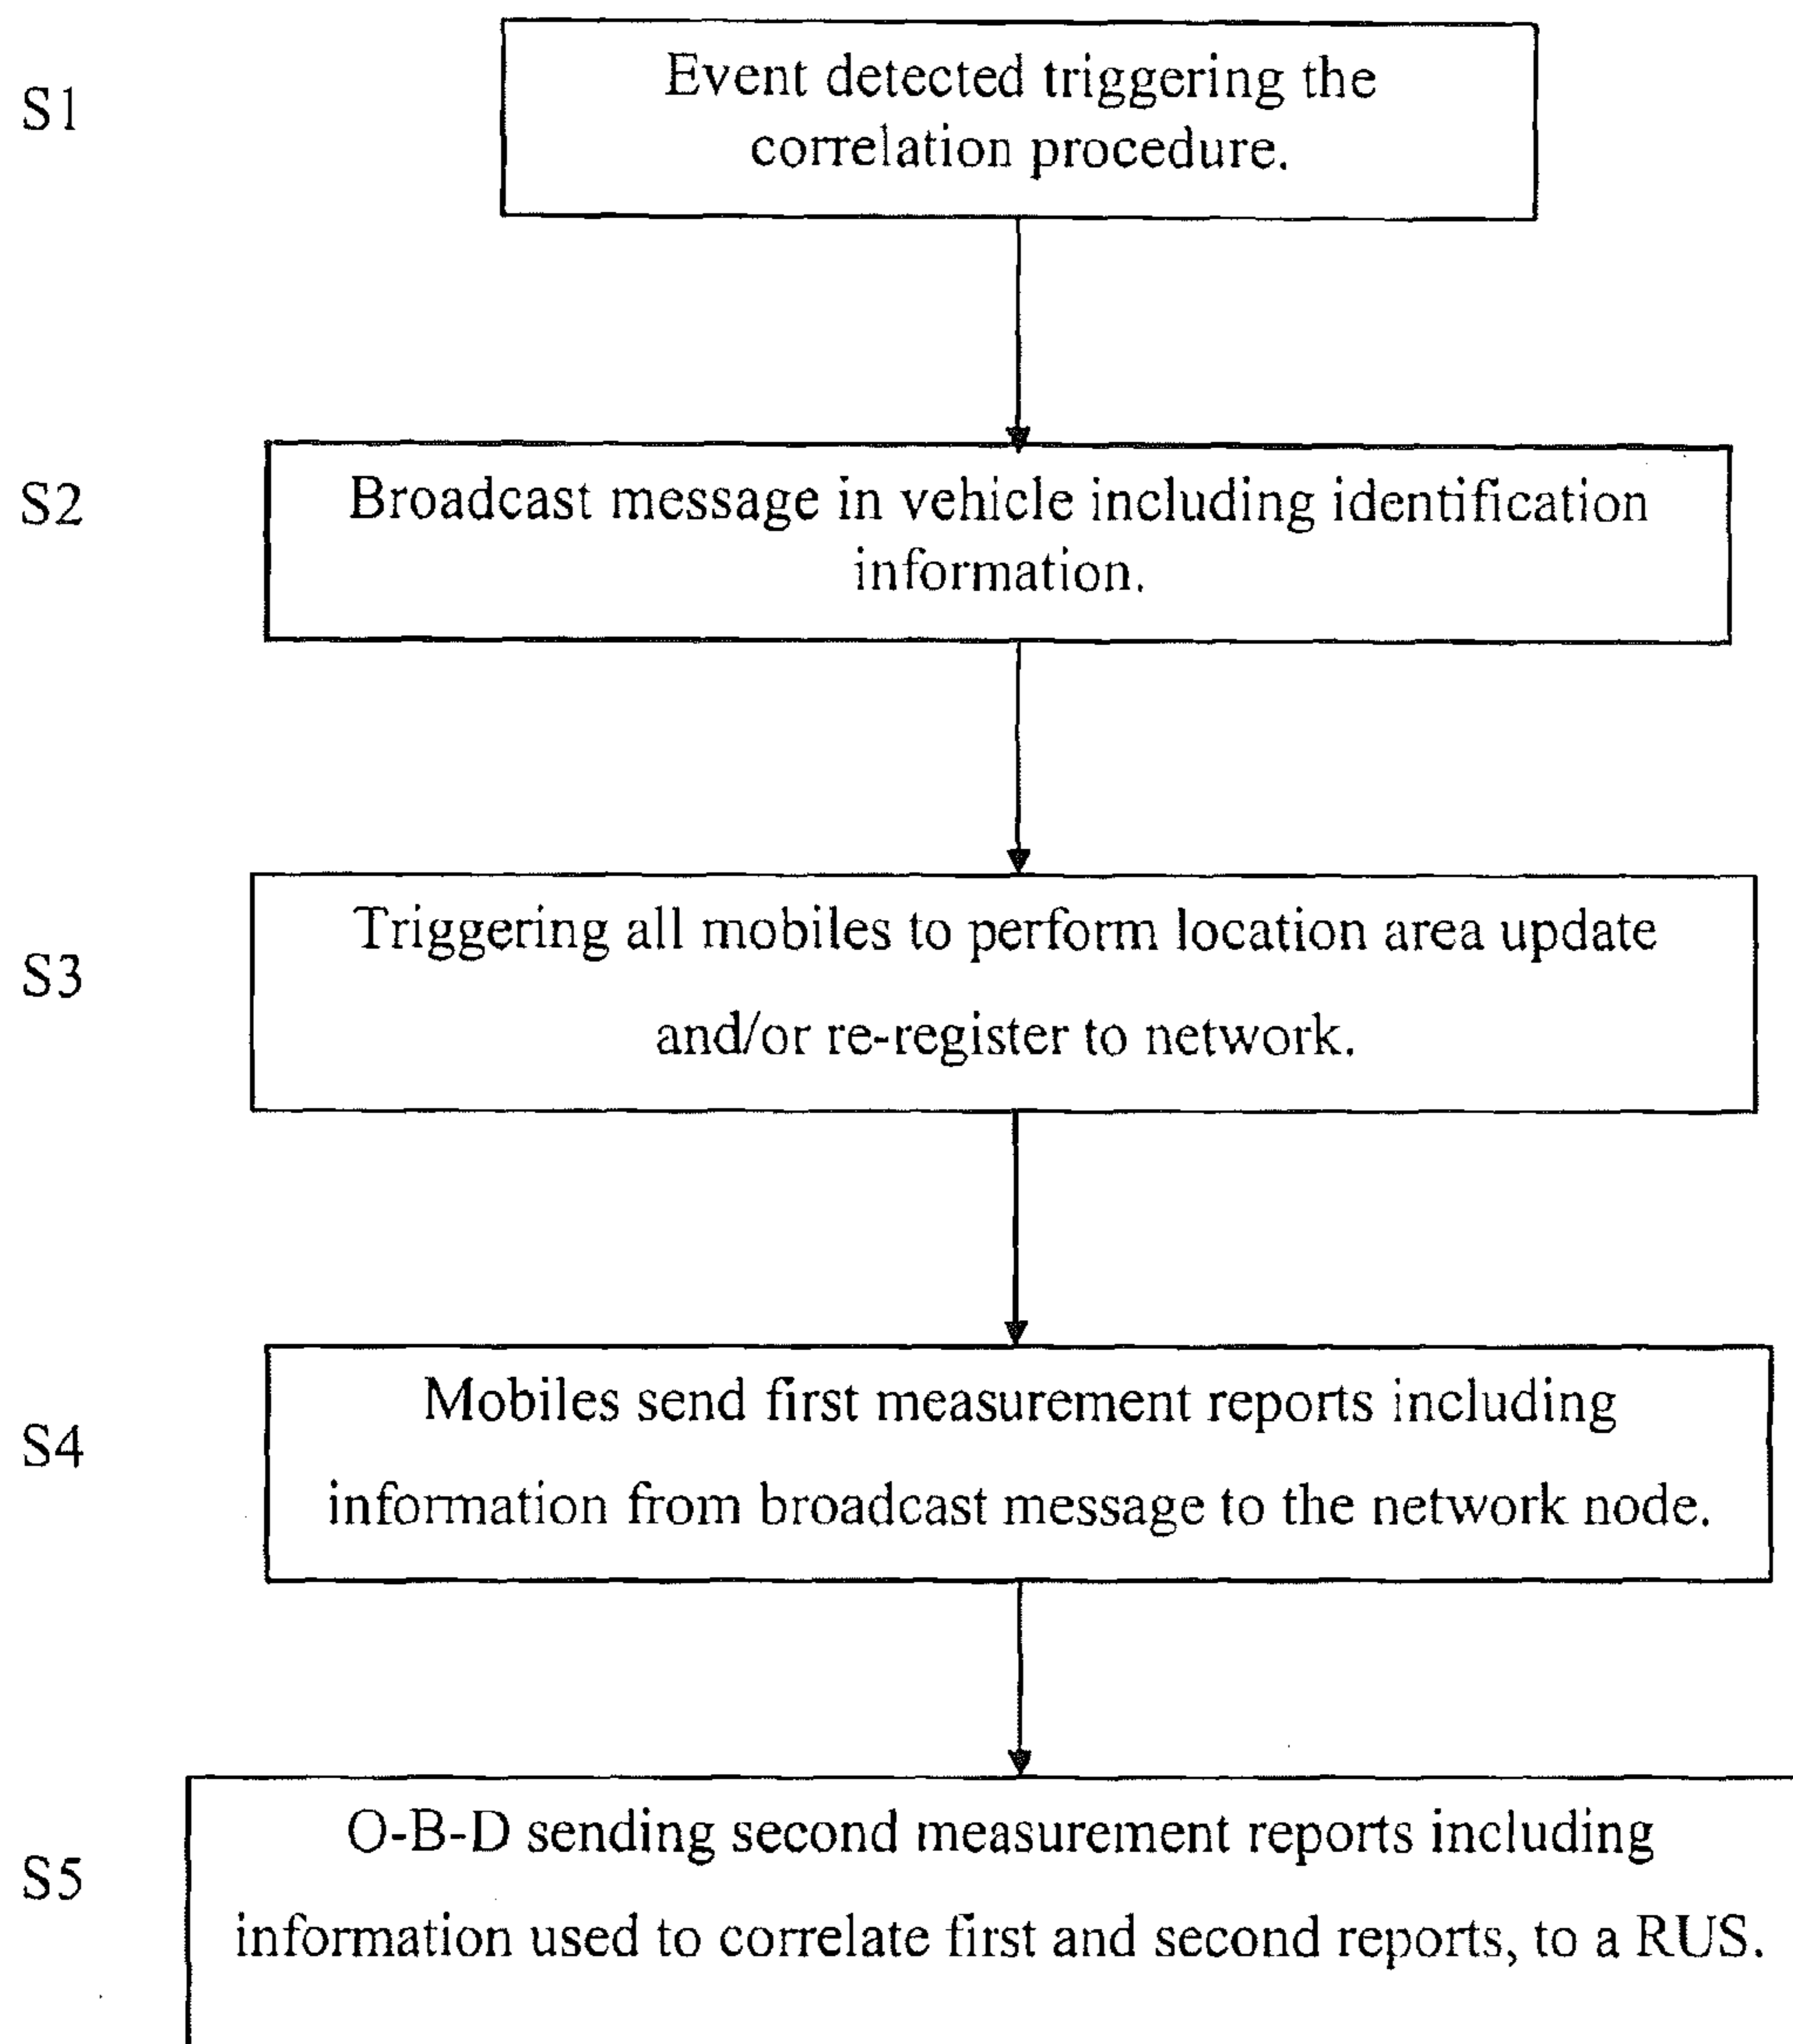 S1
Event detected triggering the
correlation procedure.
S2
Broadcast message in vehicle including identification
information.
S3
Triggering all mobiles to perform location area update
and/or re-register to network.
S4
Mobiles send first measurement reports including
information from broadcast message to the network node.
S5
O-B-D sending second measurement reports including
information used to correlate first and second reports, to a RUS.